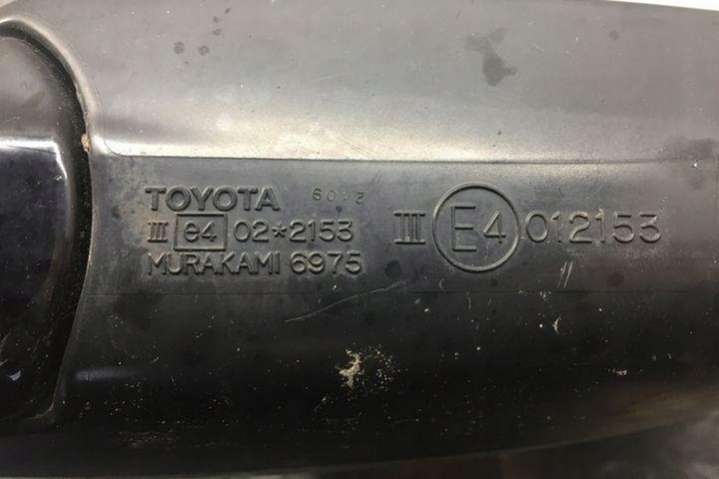 TOYOTA
III e4 02*2153
MURAKAMI 6975
III E4 012153